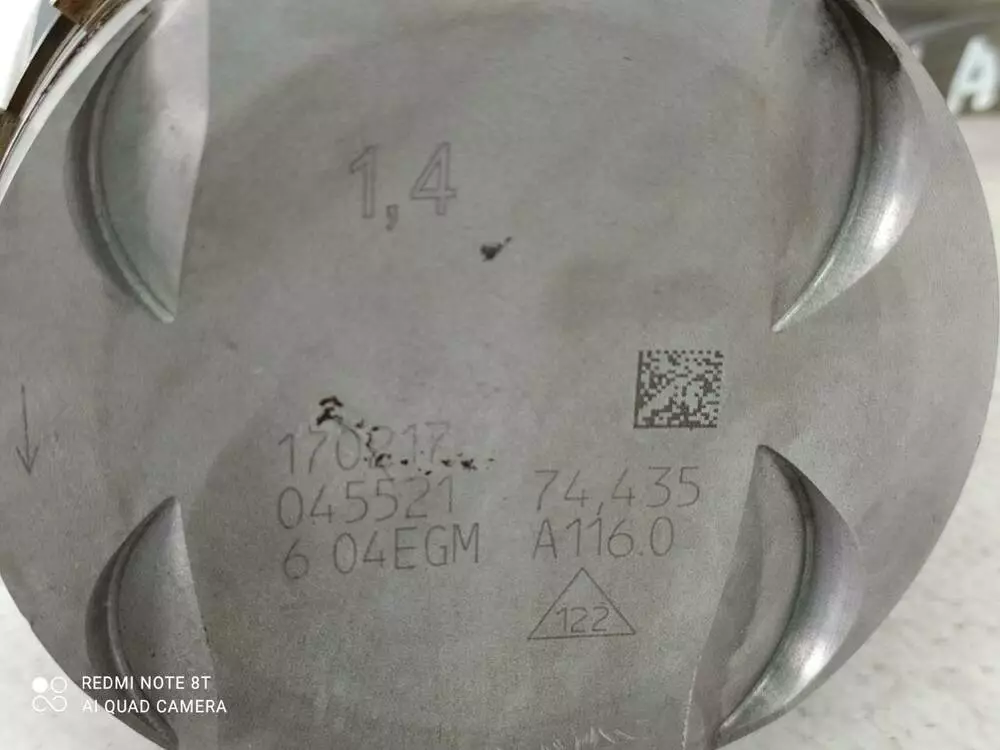 A
1,4
170217
045521
6 04EGM
74,435
A116.0
122
REDMI NOTE 8T
AI QUAD CAMERA